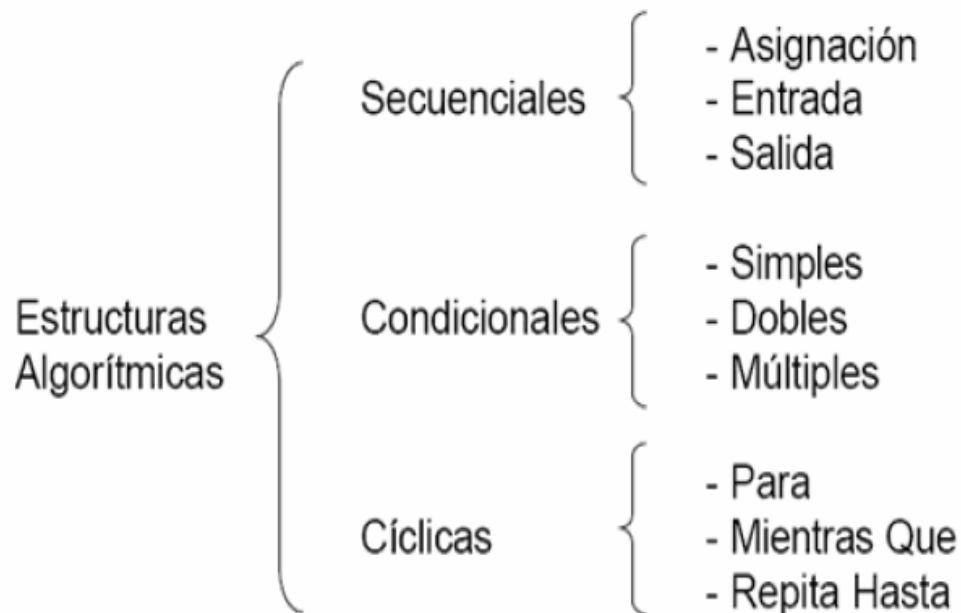 Estructuras
Algorítmicas
Secuenciales
- Asignación
- Entrada
- Salida
Condicionales
- Simples
- Dobles
- Múltiples
Cíclicas
- Para
- Mientras Que
- Repita Hasta